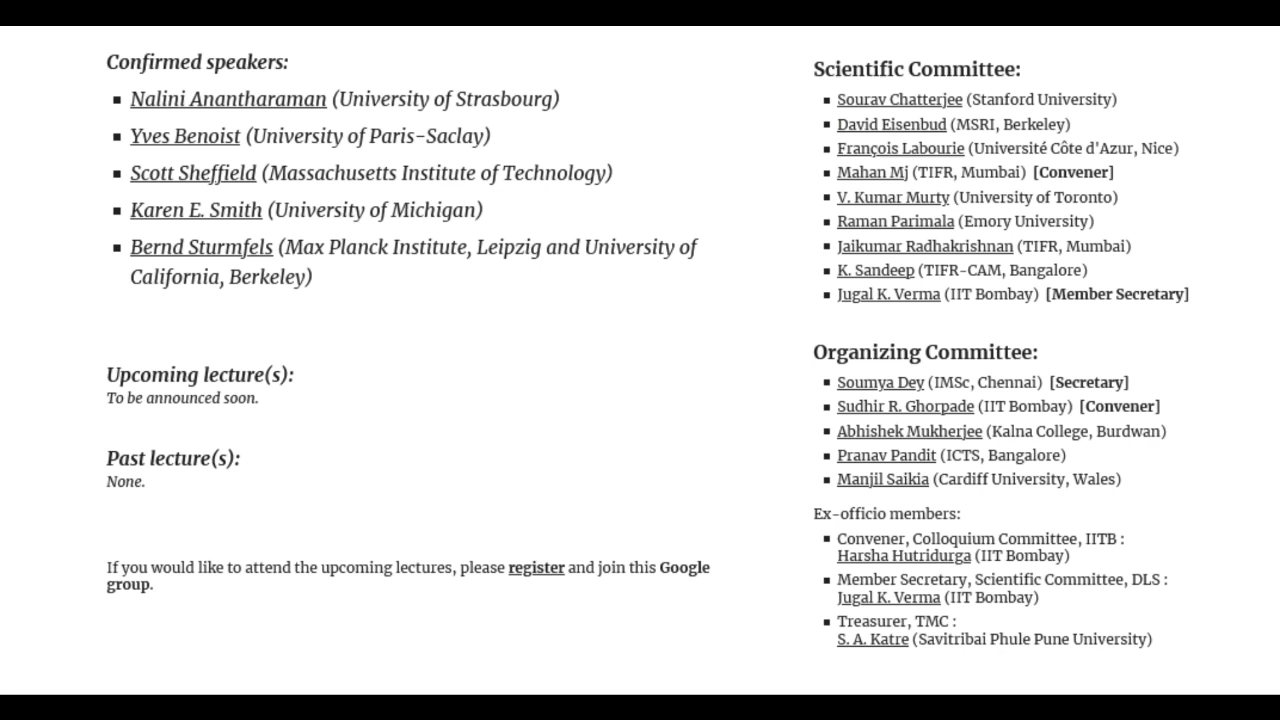 Confirmed speakers:
▪ Nalini Anantharaman (University of Strasbourg)
▪ Yves Benoist (University of Paris-Saclay)
▪ Scott Sheffield (Massachusetts Institute of Technology)
▪ Karen E. Smith (University of Michigan)
▪ Bernd Sturmfels (Max Planck Institute, Leipzig and University of
California, Berkeley)
Upcoming lecture(s):
To be announced soon.
Past lecture(s):
None.
If you would like to attend the upcoming lectures, please register and join this Google
group.
Scientific Committee:
▪ Sourav Chatterjee (Stanford University)
▪ David Eisenbud (MSRI, Berkeley)
▪ François Labourie (Université Côte d'Azur, Nice)
▪ Mahan Mj (TIFR, Mumbai) [Convener]
▪ V. Kumar Murty (University of Toronto)
▪ Raman Parimala (Emory University)
▪ Jaikumar Radhakrishnan (TIFR, Mumbai)
▪ K. Sandeep (TIFR-CAM, Bangalore)
▪ Jugal K. Verma (IIT Bombay) [Member Secretary]
Organizing Committee:
▪ Soumya Dey (IMSc, Chennai) [Secretary]
▪ Sudhir R. Ghorpade (IIT Bombay) [Convener]
▪ Abhishek Mukherjee (Kalna College, Burdwan)
▪ Pranav Pandit (ICTS, Bangalore)
▪ Manjil Saikia (Cardiff University, Wales)
Ex-officio members:
▪ Convener, Colloquium Committee, IITB :
Harsha Hutridurga (IIT Bombay)
▪ Member Secretary, Scientific Committee, DLS :
Jugal K. Verma (IIT Bombay)
▪ Treasurer, TMC :
S. A. Katre (Savitribai Phule Pune University)